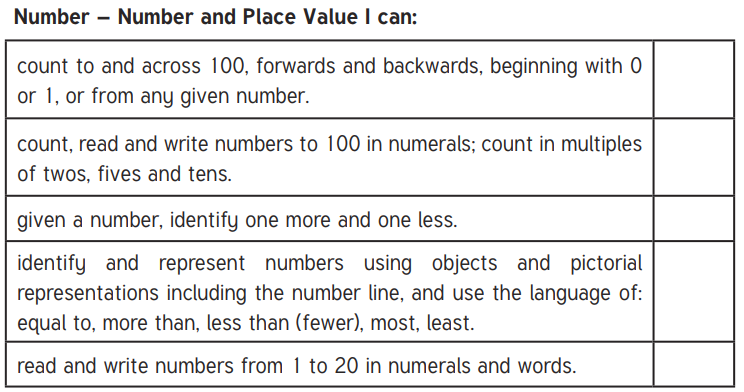 Number – Number and Place Value I can:
count to and across 100, forwards and backwards, beginning with 0
or 1, or from any given number.
count, read and write numbers to 100 in numerals; count in multiples
of twos, fives and tens.
given a number, identify one more and one less.
identify and represent numbers using objects and pictorial
representations including the number line, and use the language of:
equal to, more than, less than (fewer), most, least.
read and write numbers from 1 to 20 in numerals and words.